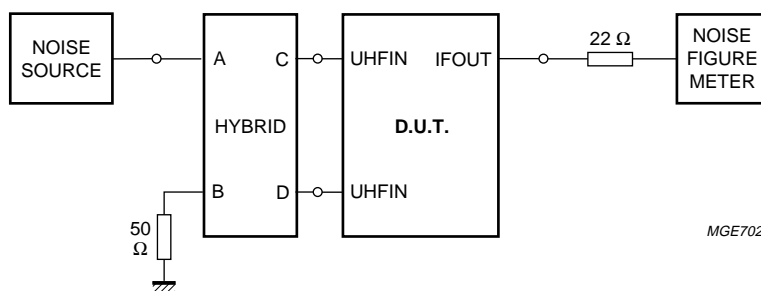 NOISE
SOURCE
A
C
HYBRID
B
D
50
Ω
UHFIN
IFOUT
D.U.T.
UHFIN
22 Ω
NOISE
FIGURE
METER
MGE702